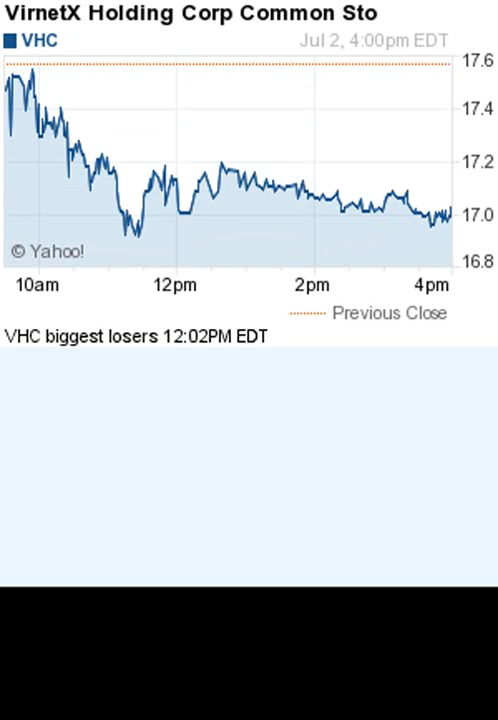 VirnetX Holding Corp Common Sto
VHC Jul 2, 4:00pm EDT
17.6
17.4
17.2
17.0
16.8
© Yahoo!
10am 12pm 2pm 4pm
Previous Close
VHC biggest losers 12:02PM EDT